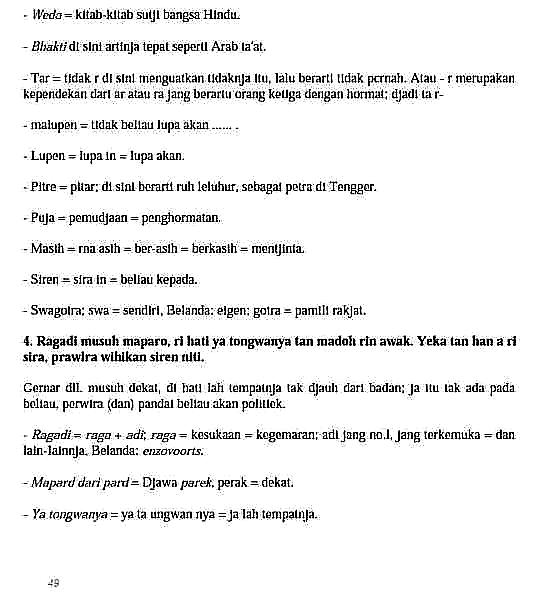 - Weda = kitab-kitab sutji bangsa Hindu.
- Bhakti di sini artinja tepat seperti Arab ta'at.
- Tar = tidak r di sini menguatkan tidaknja itu, lalu berarti tidak pernah. Atau - r merupakan
kependekan dari ar atau ra jang berartu orang ketiga dengan hormat; djadi ta r-
- malupen = tidak beliau lupa akan ...... .
- Lupen = lupa in = lupa akan.
- Pitre = pitar; di sini berarti ruh leluhur, sebagai petra di Tengger.
- Puja = pemudjaan = penghormatan.
- Masih = rna asih = ber-asih = berkasih = mentjinta.
- Siren = sira in = beliau kepada.
- Swagotra; swa = sendiri, Belanda: eigen; gotra = pamili rakjat.
4. Ragadi musuh maparo, ri hati ya tongwanya tan madoh rin awak. Yeka tan han a ri
sira, prawira wihikan siren niti.
Gemar dll. musuh dekat, di hati lah tempatnja tak djauh dari badan; ja itu tak ada pada
beliau, perwira (dan) pandai beliau akan politiek.
- Ragadi = raga + adi; raga = kesukaan = kegemaran; adi jang no.1, jang terkemuka = dan
lain-lainnja. Belanda: enzovoorts.
- Mapard dari pard = Djawa parek, perak = dekat.
- Ya tongwanya = ya ta ungwan nya = ja lah tempatnja.
49